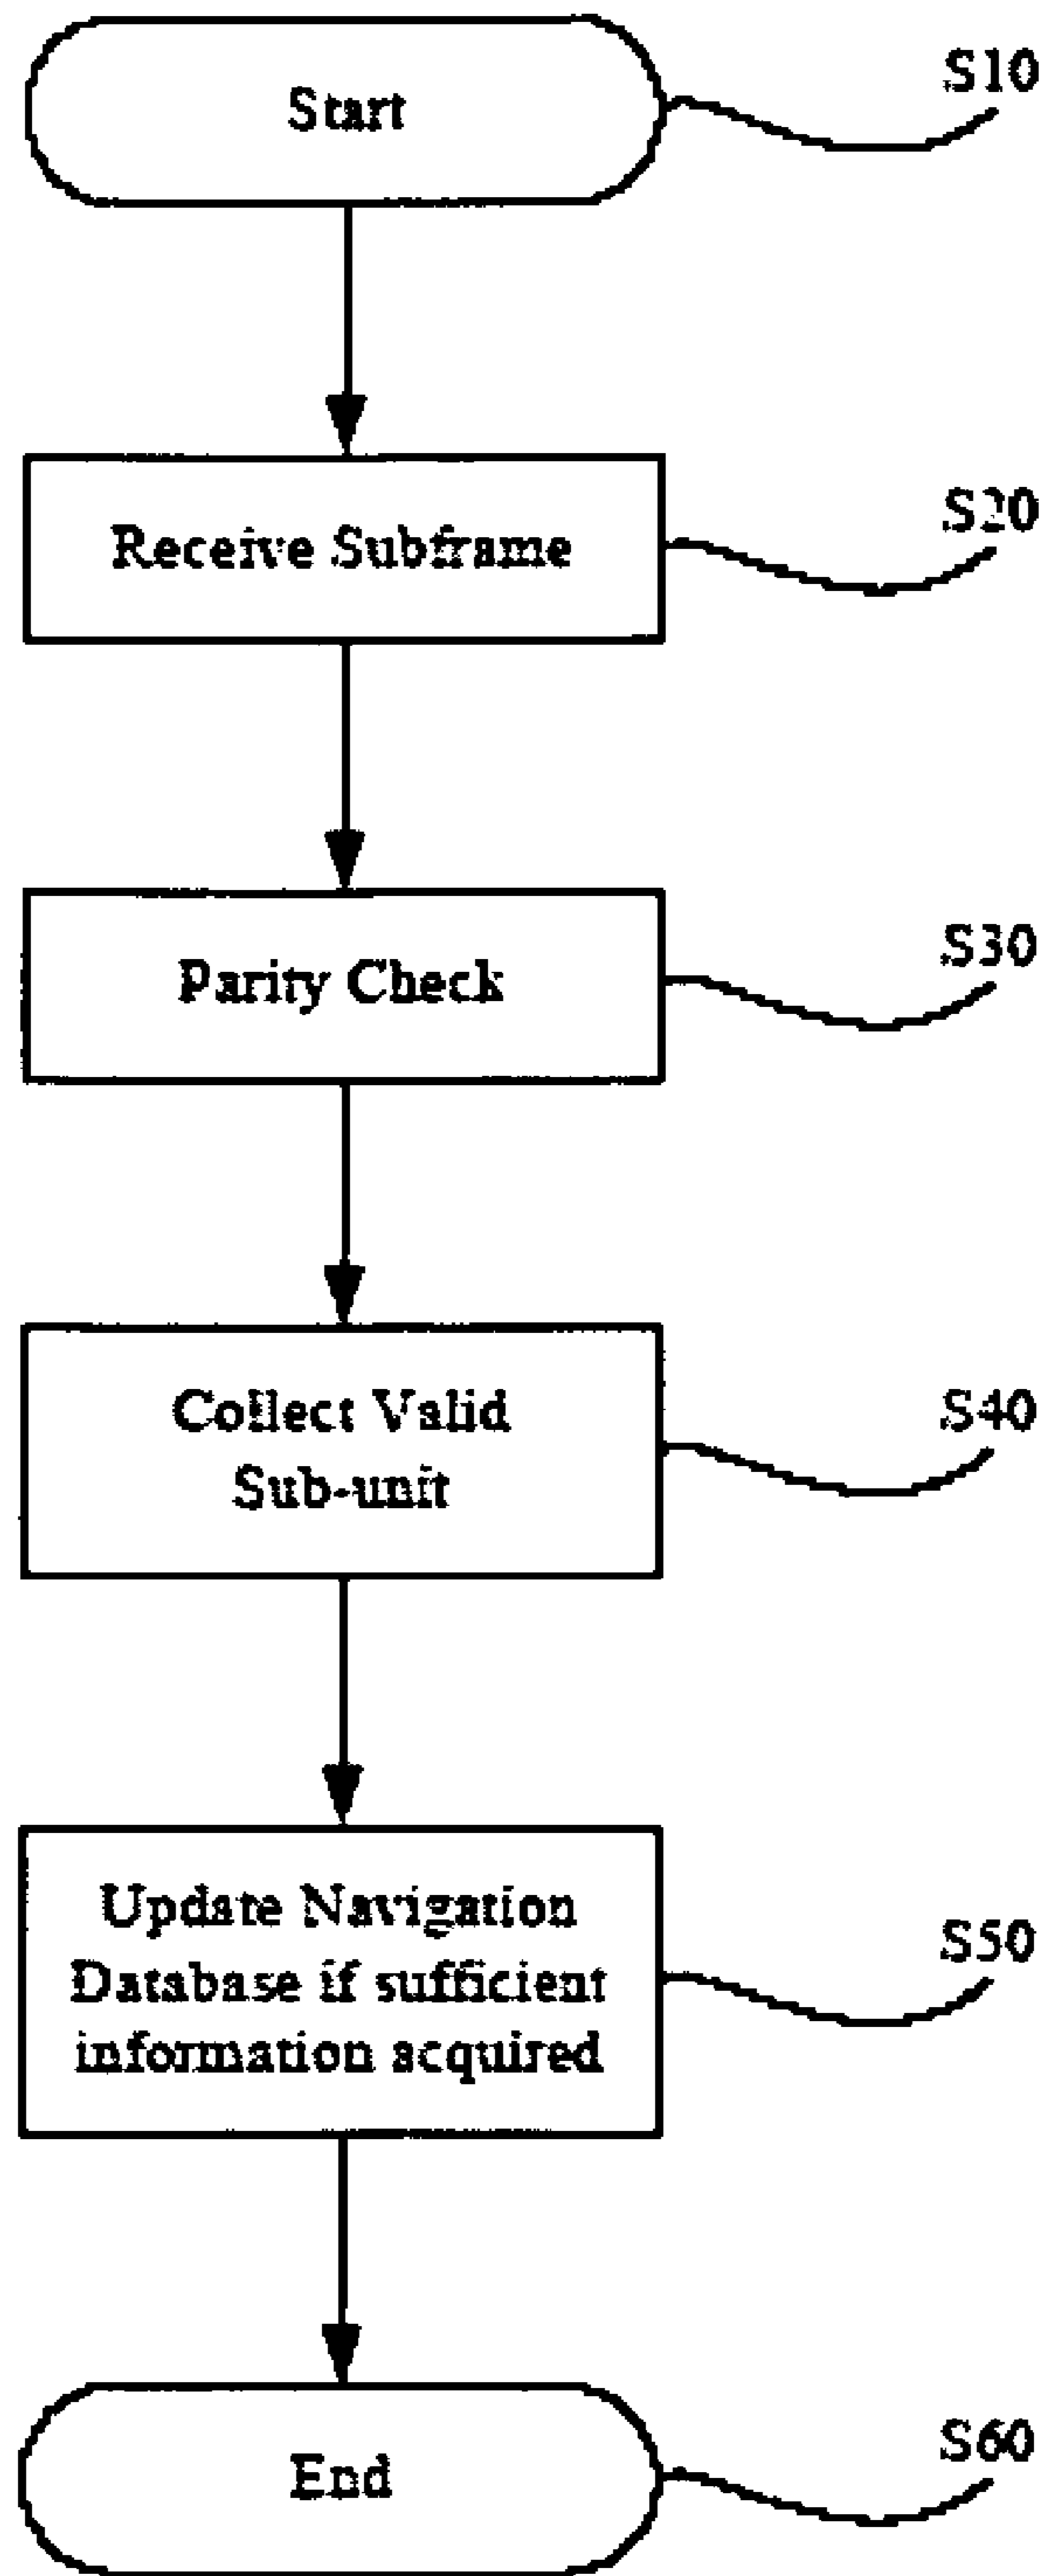 Start
S10
Receive Subframe
S20
Parity Check
S30
Collect Valid
Sub-unit
S40
Update Navigation
Database if sufficient
information acquired
S50
End
S60